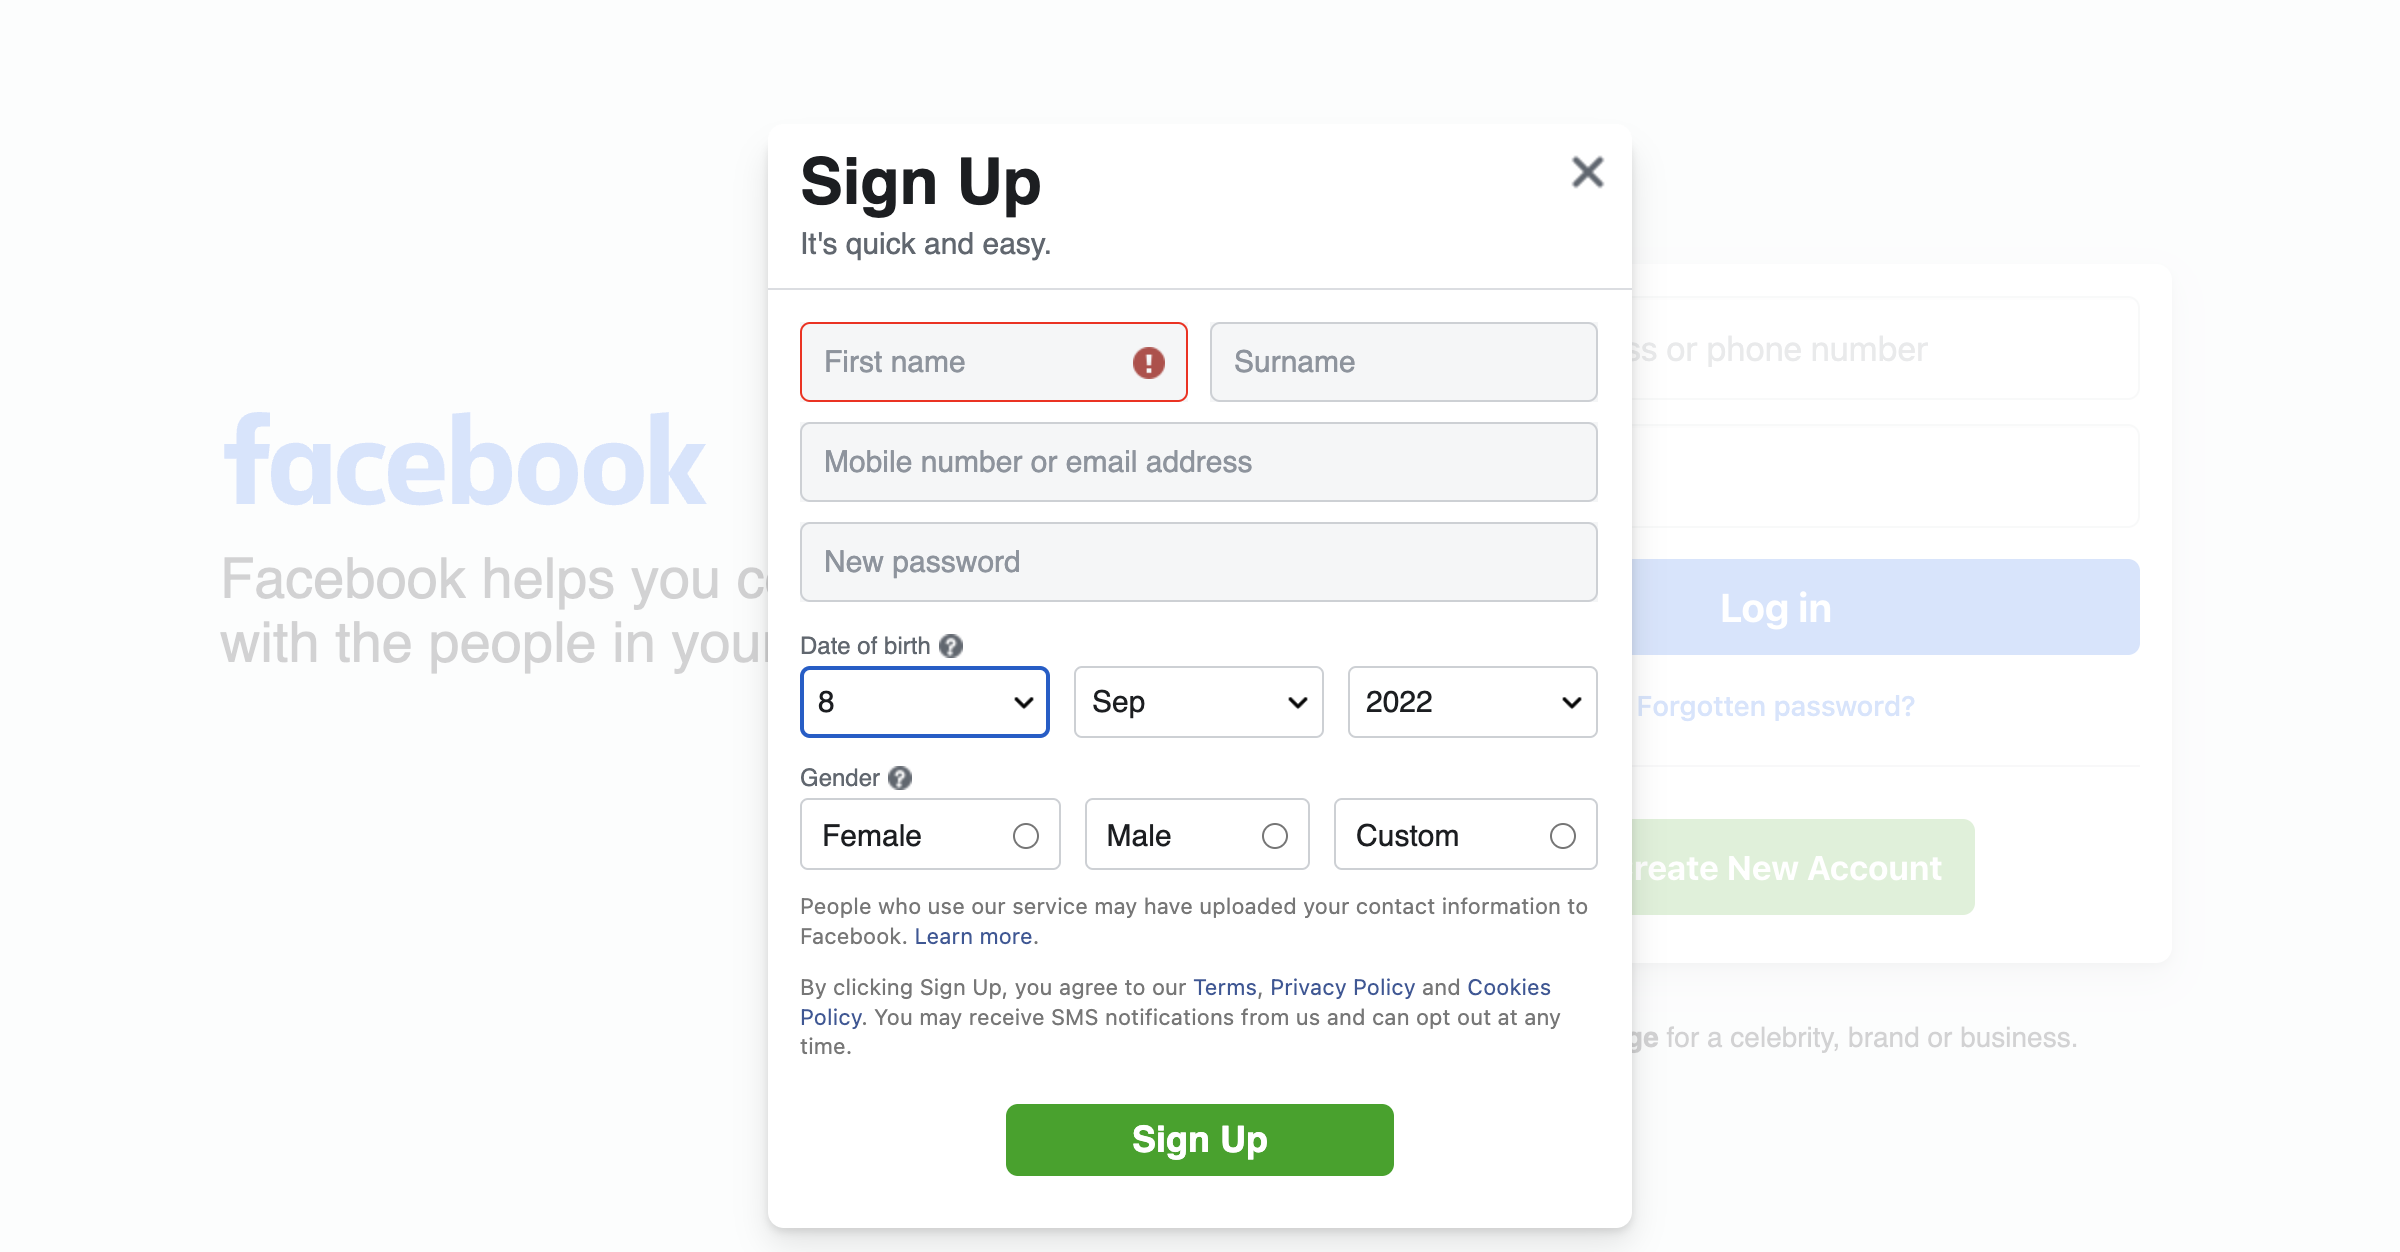 Sign Up
It's quick and easy.
First name
Surname
Mobile number or email address
New password
Date of birth
8
Sep
2022
Gender
Female
Male
Custom
People who use our service may have uploaded your contact information to
Facebook. Learn more.
By clicking Sign Up, you agree to our Terms, Privacy Policy and Cookies
Policy. You may receive SMS notifications from us and can opt out at any
time.
Sign Up
facebook
Facebook helps you
with the people in
or phone number
Log in
Forgotten password?
New Account
for a celebrity, brand or business.